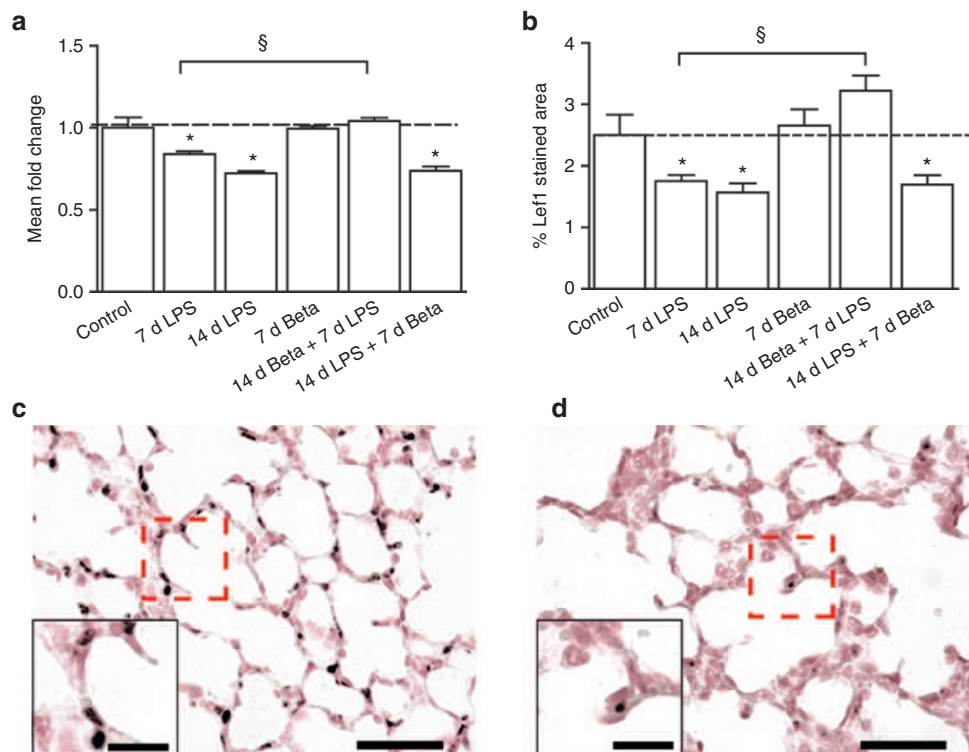 a
§
1.5
1.0
0.5
0.0
Mean fold change
*
*
*
Control
7 d LPS
14 d LPS
7 d Beta
14 d Beta + 7 d LPS
14 d LPS + 7 d Beta
b
§
4
3
2
1
0
% Lef1 stained area
*
*
*
Control
7 d LPS
14 d LPS
7 d Beta
14 d Beta + 7 d LPS
14 d LPS + 7 d Beta
c
d